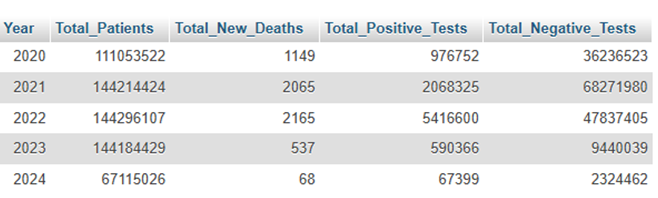 Year Total_Patients Total_New_Deaths Total_Positive_Tests Total_Negative_Tests
2020 111053522 1149 976752 36236523
2021 144214424 2065 2068325 68271980
2022 144296107 2165 5416600 47837405
2023 144184429 537 590366 9440039
2024 67115026 68 67399 2324462